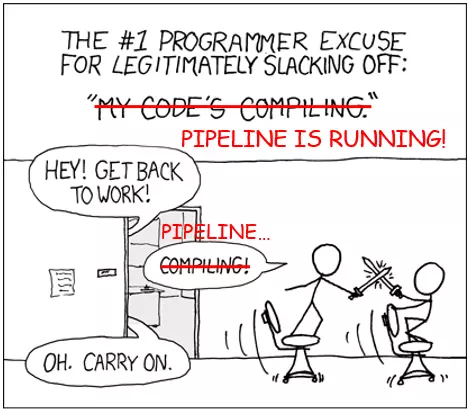 THE #1 PROGRAMMER EXCUSE
FOR LEGITIMATELY SLACKING OFF:
"MY CODE'S COMPILING."
PIPELINE IS RUNNING!
HEY! GET BACK
TO WORK!
PIPELINE...
COMPILING!
OH. CARRY ON.